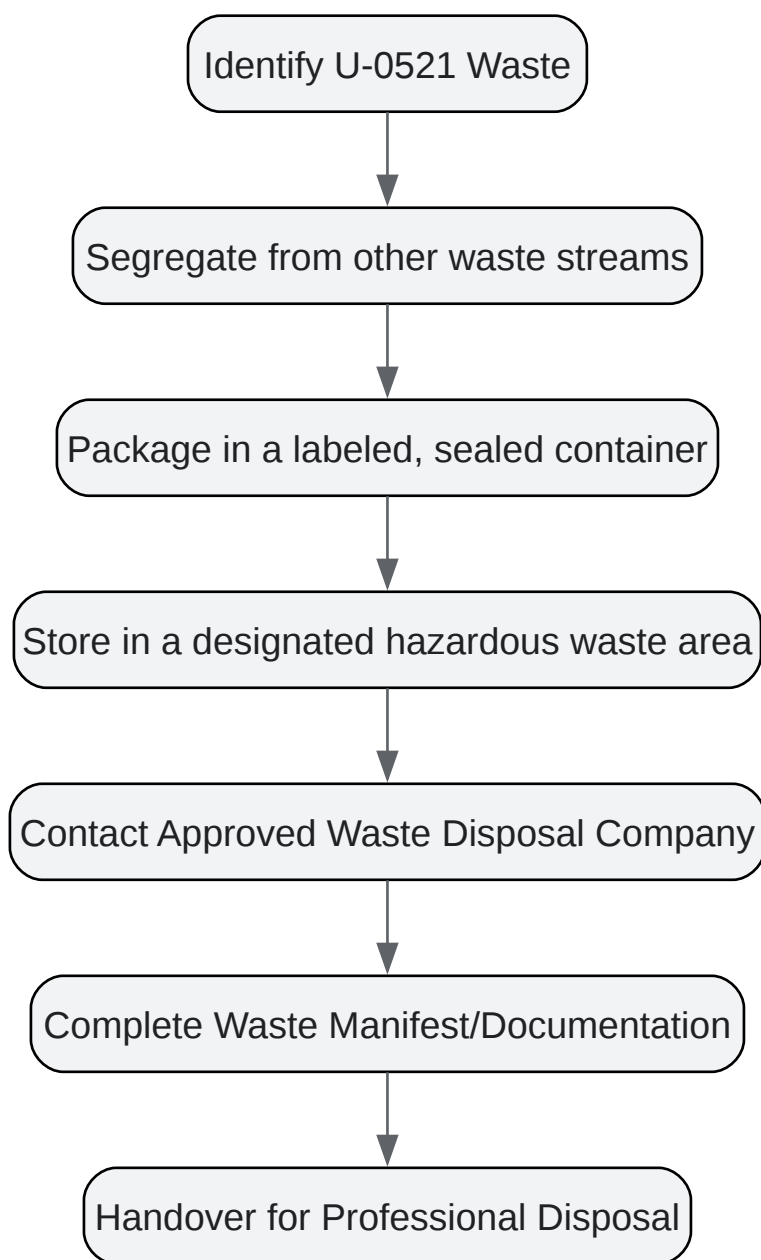 Identify U-0521 Waste
Segregate from other waste streams
Package in a labeled, sealed container
Store in a designated hazardous waste area
Contact Approved Waste Disposal Company
Complete Waste Manifest/Documentation
Handover for Professional Disposal